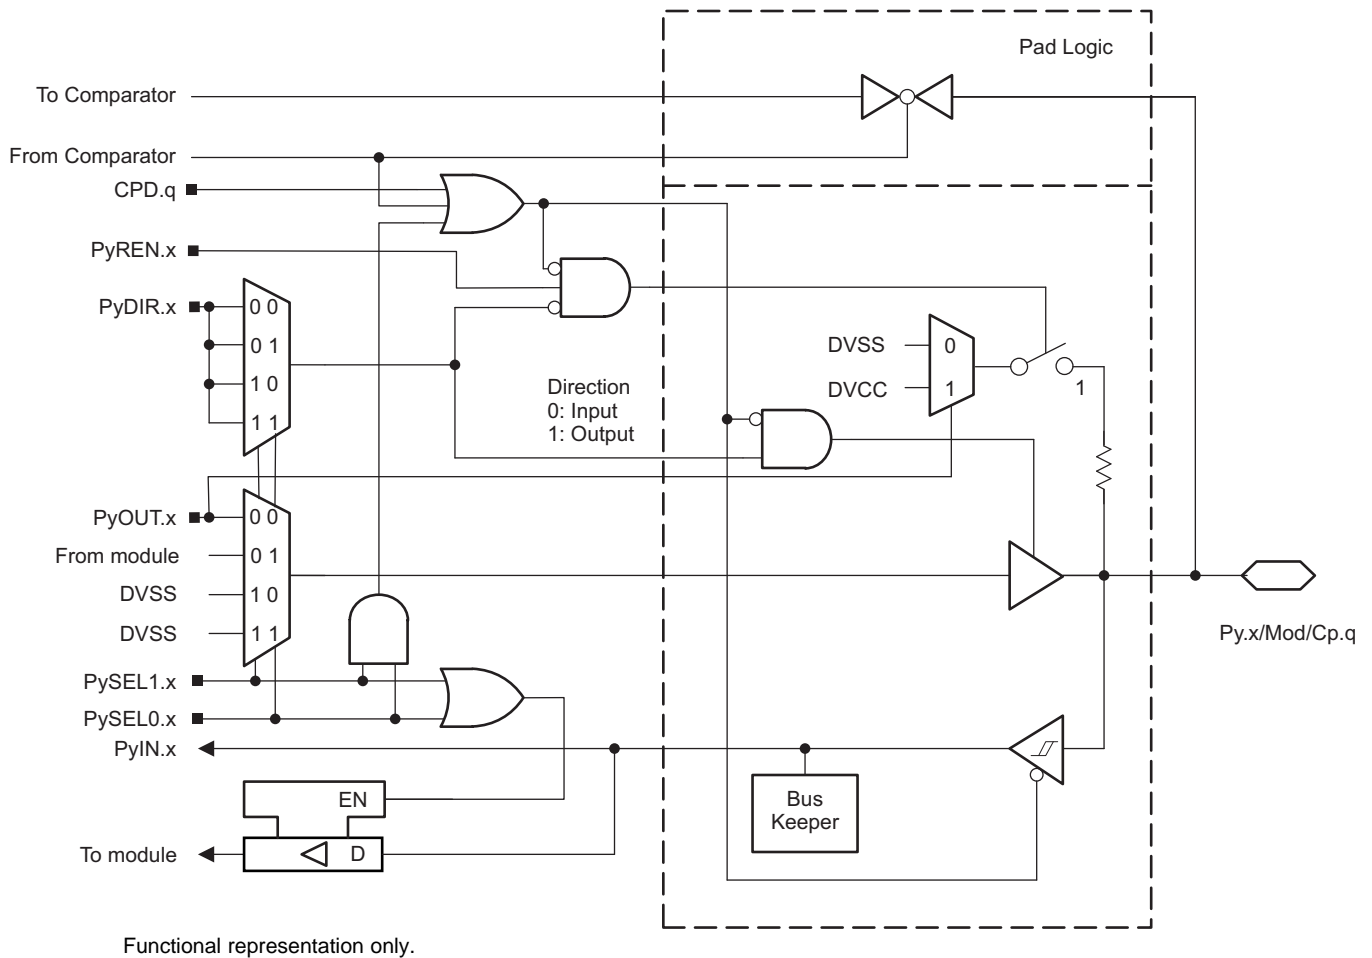 Pad Logic
To Comparator
From Comparator
CPD.q
PyREN.x
PyDIR.x
0 0
0 1
1 0
1 1
Direction
0: Input
1: Output
DVSS
0
DVCC
1
1
PyOUT.x
0 0
From module
0 1
DVSS
1 0
DVSS
1 1
Py.x/Mod/Cp.q
PySEL1.x
PySEL0.x
PyIN.x
EN
Bus
Keeper
To module
D
Functional representation only.